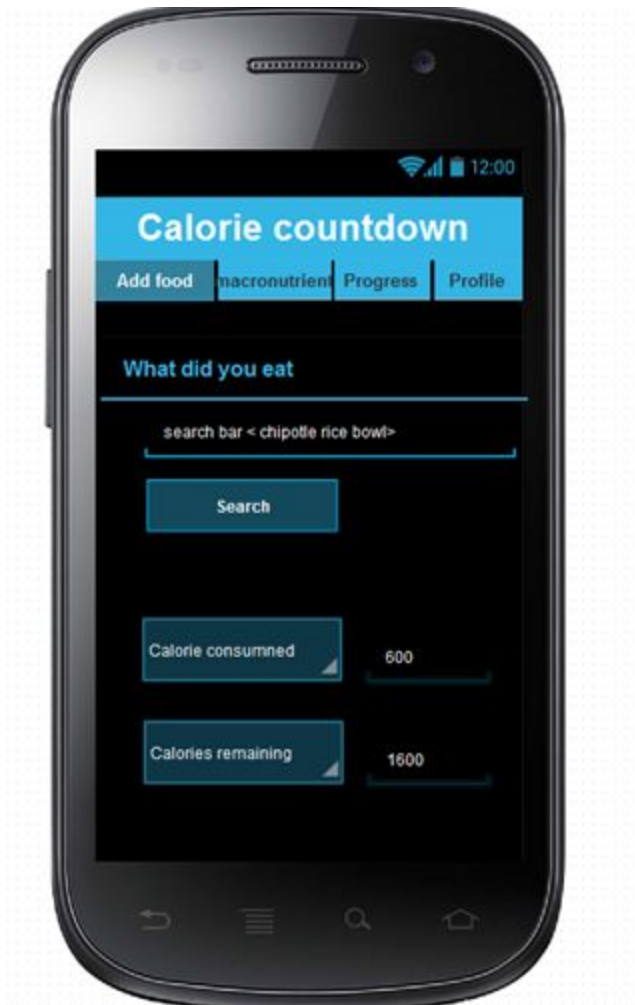 12:00
Calorie countdown
Add food macronutrient Progress Profile
What did you eat
search bar < chipotle rice bowl>
Search
Calorie consumned 600
Calories remaining 1600